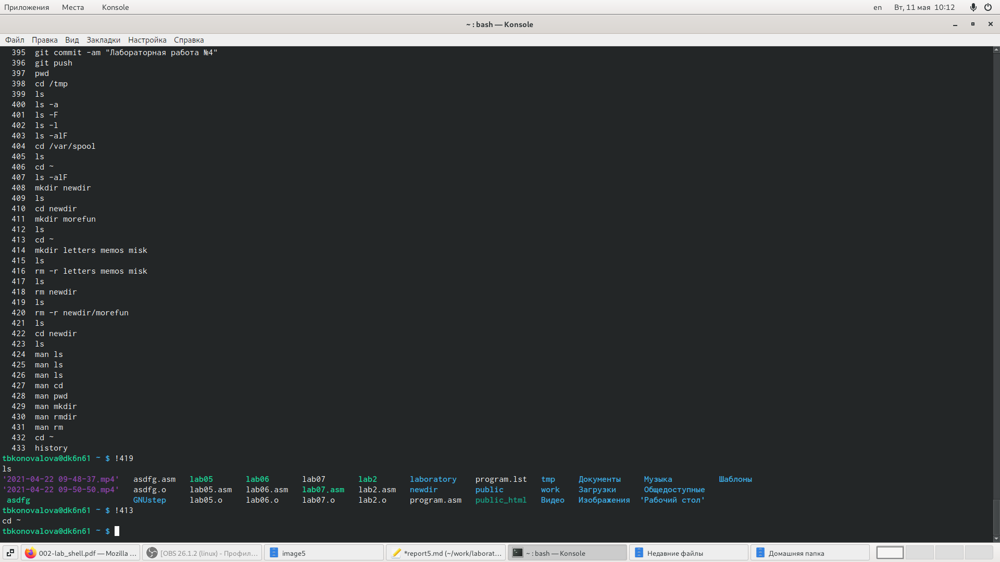 Приложения Места Konsole en Вт, 11 мая 10:12
~ : bash — Konsole
Файл Правка Вид Закладки Настройка Справка
395 git commit -am "Лабораторная работа №4"
396 git push
397 pwd
398 cd /tmp
399 ls
400 ls -a
401 ls -F
402 ls -l
403 ls -alF
404 cd /var/spool
405 ls
406 cd ~
407 ls -alF
408 mkdir newdir
409 ls
410 cd newdir
411 mkdir morefun
412 ls
413 cd ~
414 mkdir letters memos misk
415 ls
416 rm -r letters memos misk
417 ls
418 rm newdir
419 ls
420 rm -r newdir/morefun
421 ls
422 cd newdir
423 ls
424 man ls
425 man ls
426 man ls
427 man cd
428 man pwd
429 man mkdir
430 man rmdir
431 man rm
432 cd ~
433 history
tbkonovalova@dk6n61 ~ $ !419
ls
'2021-04-22 09-48-37.mp4' asdfg.asm lab05 lab06 lab07 lab2 laboratory program.lst tmp Документы Музыка Шаблоны
'2021-04-22 09-50-50.mp4' asdfg.o lab05.asm lab06.asm lab07.asm lab2.asm newdir public work Загрузки Общедоступные
asdfg GNUstep lab05.o lab06.o lab07.o lab2.o program.asm public_html Видео Изображения 'Рабочий стол'
tbkonovalova@dk6n61 ~ $ !413
cd ~
tbkonovalova@dk6n61 ~ $
002-lab_shell.pdf — Mozilla ... [OBS 26.1.2 (linux) - Профил... image5 *report5.md (~/work/laborat... ~ : bash — Konsole Недавние файлы Домашняя папка